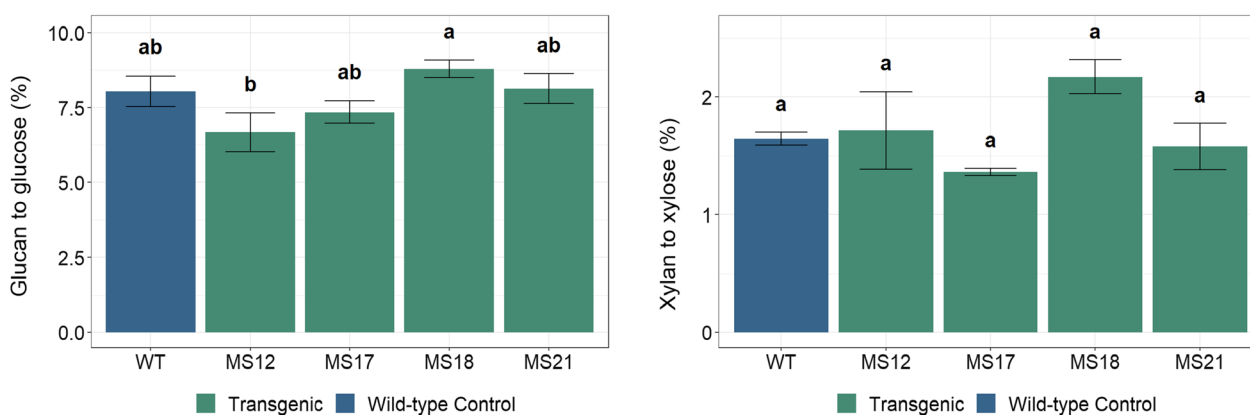 Glucan to glucose (%)
10.0
7.5
5.0
2.5
0.0
ab
b
ab
a
ab
WT MS12 MS17 MS18 MS21
Transgenic Wild-type Control
Xylan to xylose (%)
2
1
0
a
a
a
a
a
WT MS12 MS17 MS18 MS21
Transgenic Wild-type Control